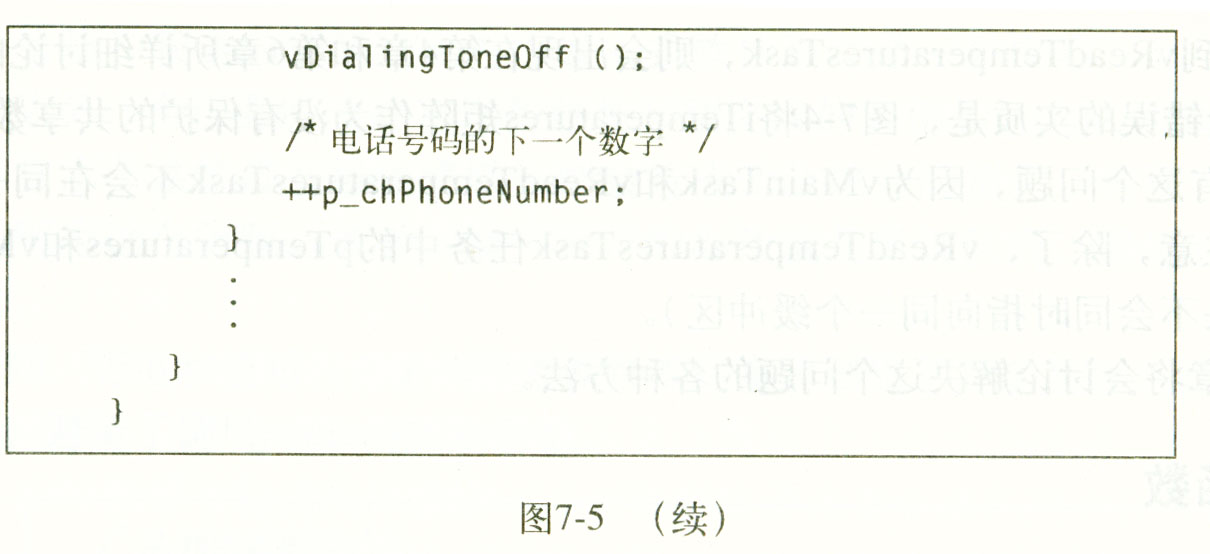 vDialingToneOff ();
/* 电话号码的下一个数字 */
++p_chPhoneNumber;
}
.
.
.
}
}
图7-5 （续）